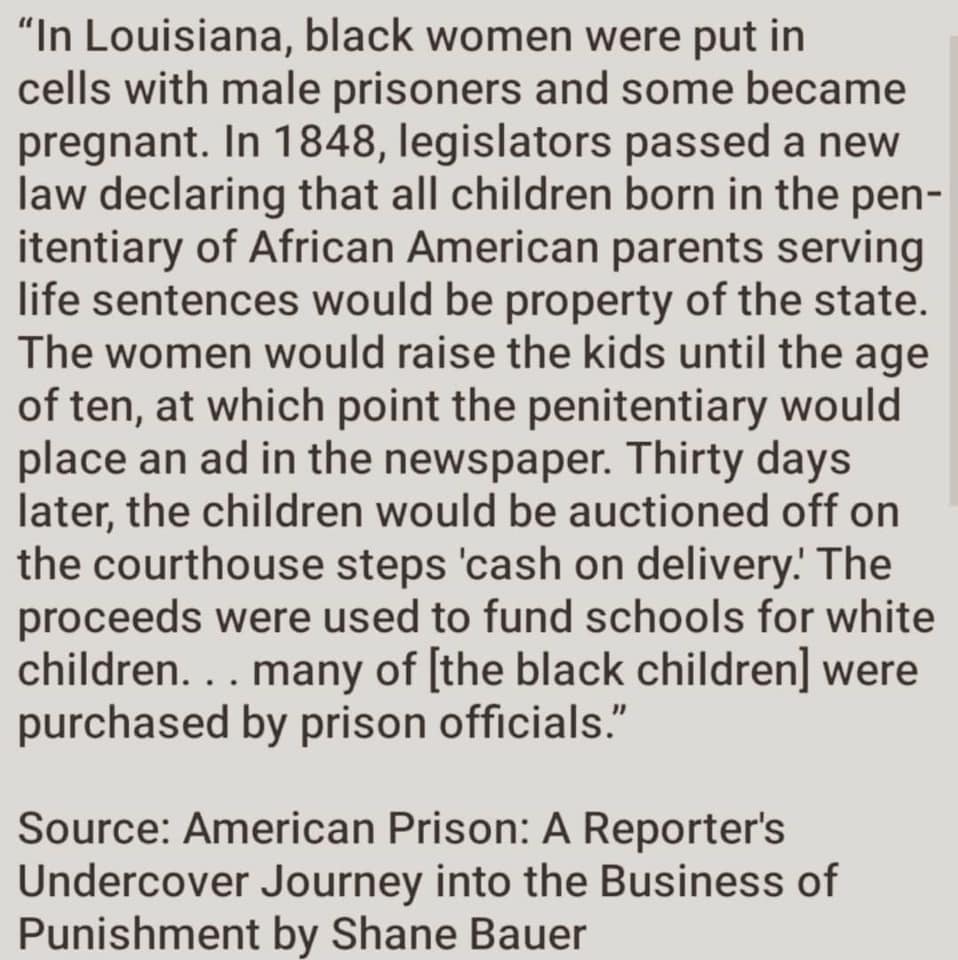 “In Louisiana, black women were put in
cells with male prisoners and some became
pregnant. In 1848, legislators passed a new
law declaring that all children born in the pen-
itentiary of African American parents serving
life sentences would be property of the state.
The women would raise the kids until the age
of ten, at which point the penitentiary would
place an ad in the newspaper. Thirty days
later, the children would be auctioned off on
the courthouse steps 'cash on delivery.' The
proceeds were used to fund schools for white
children. . . many of [the black children] were
purchased by prison officials.”
Source: American Prison: A Reporter's
Undercover Journey into the Business of
Punishment by Shane Bauer